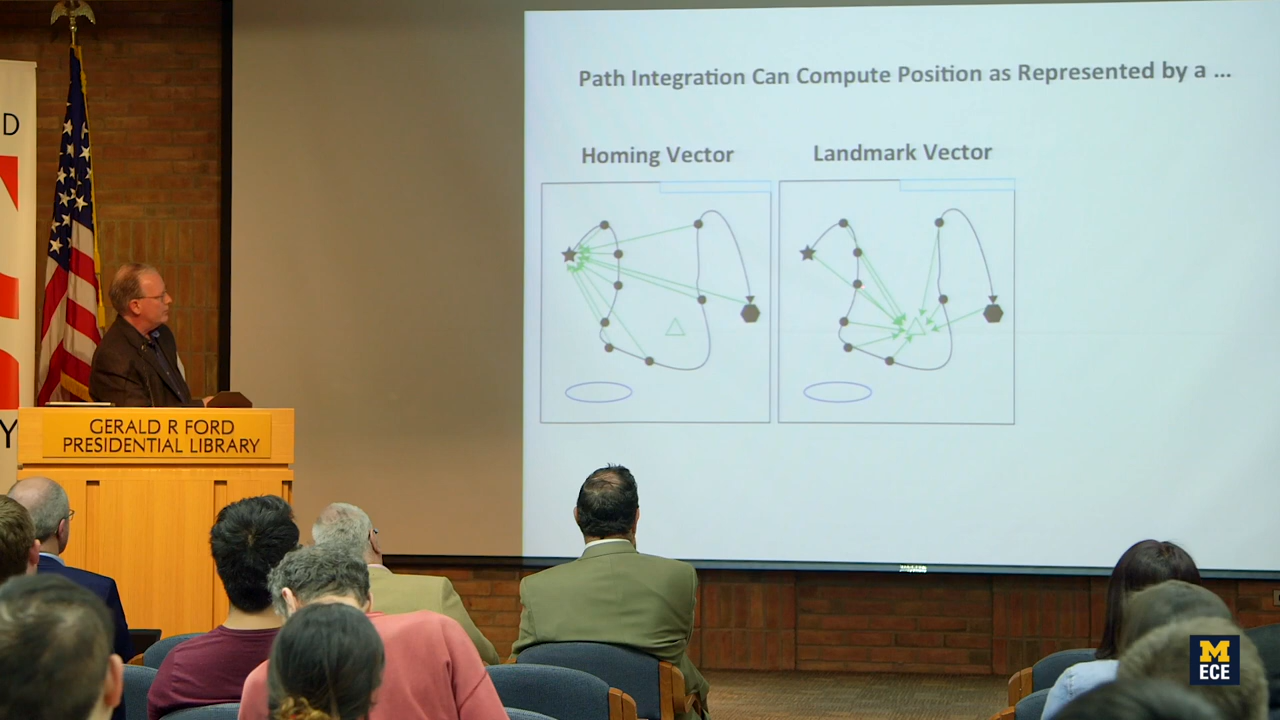 Path Integration Can Compute Position as Represented by a ...
Homing Vector
Landmark Vector
D
Y
GERALD R FORD
PRESIDENTIAL LIBRARY
M
ECE